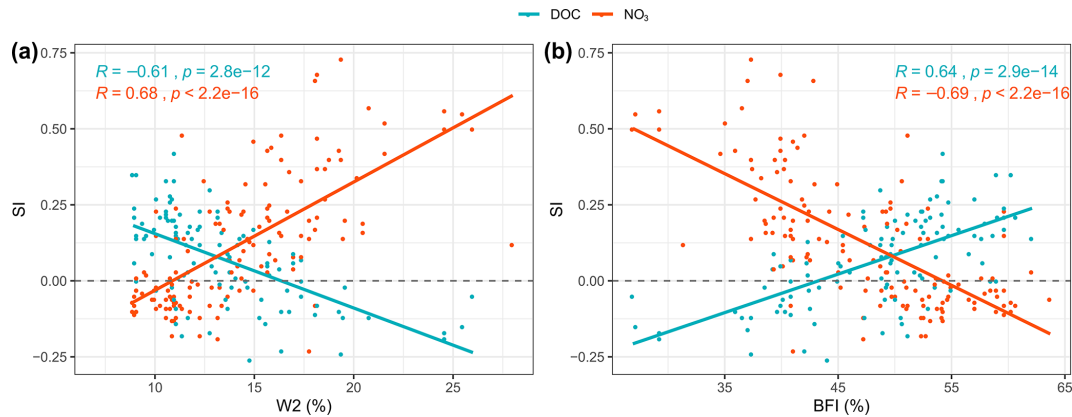 DOC NO₃
(a)
R = −0.61 , p = 2.8e−12
R = 0.68 , p < 2.2e−16
0.75
0.50
0.25
0.00
−0.25
SI
10 15 20 25
W2 (%)
(b)
R = 0.64 , p = 2.9e−14
R = −0.69 , p < 2.2e−16
0.75
0.50
0.25
0.00
−0.25
SI
35 45 55 65
BFI (%)